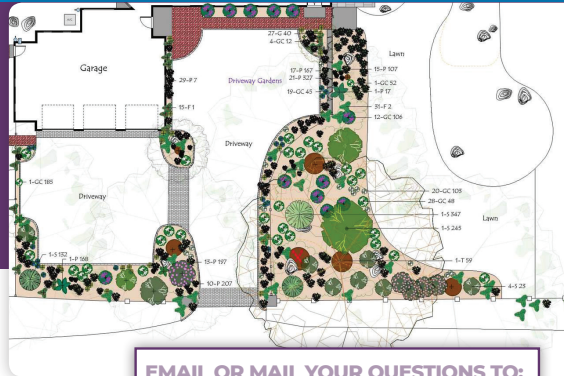 27-G 40
4-GC 12
Lawn
Garage
17-P 167
25-P 327
15-P 107
29-P 7
Driveway Gardens
1-GC 52
19-GC 45
1-P 17
15-F 1
31-F 2
12-GC 106
Driveway
1-GC 185
20-GC 105
Driveway
28-GC 48
Lawn
1-S 347
1-S 245
1-S 132
1-P 168
13-P 197
1-T 59
10-P 207
4-S 23
EMAIL OR MAIL YOUR QUESTIONS TO: